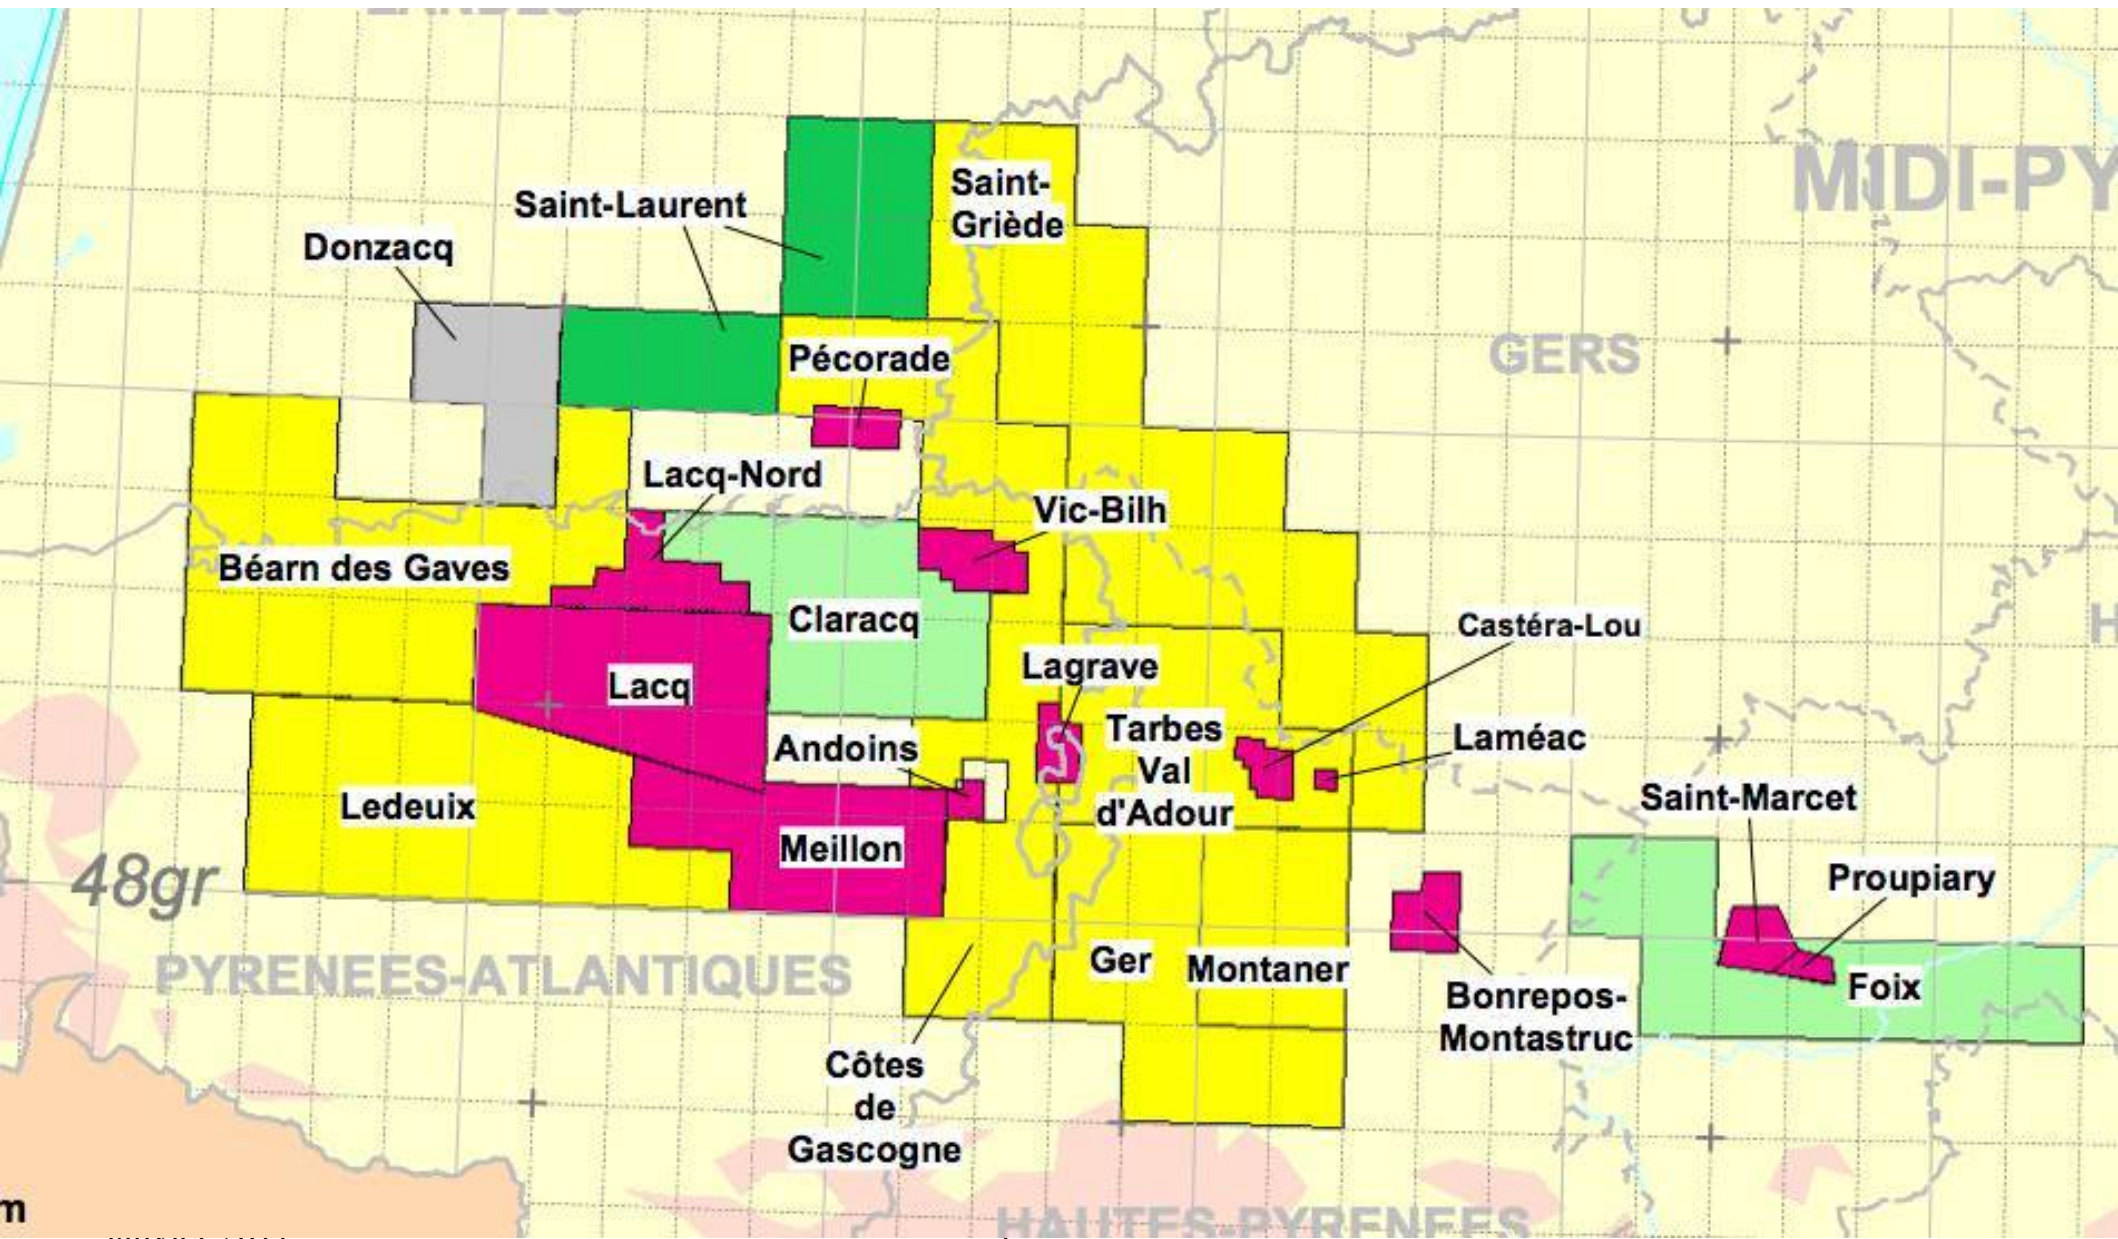 LANDES
Saint-
Griède
MIDI-PY
Saint-Laurent
Donzacq
Pécorade
GERS
Lacq-Nord
Vic-Bilh
Béarn des Gaves
Claracq
Castéra-Lou
H
Lagrave
Lacq
Tarbes
Val
d'Adour
Andoins
Laméac
Saint-Marcet
Ledeuix
Meillon
Proupiary
48gr
PYRENEES-ATLANTIQUES
Ger
Montaner
Foix
Bonrepos-
Montastruc
Côtes
de
Gascogne
m
HAUTES-PYRENEES